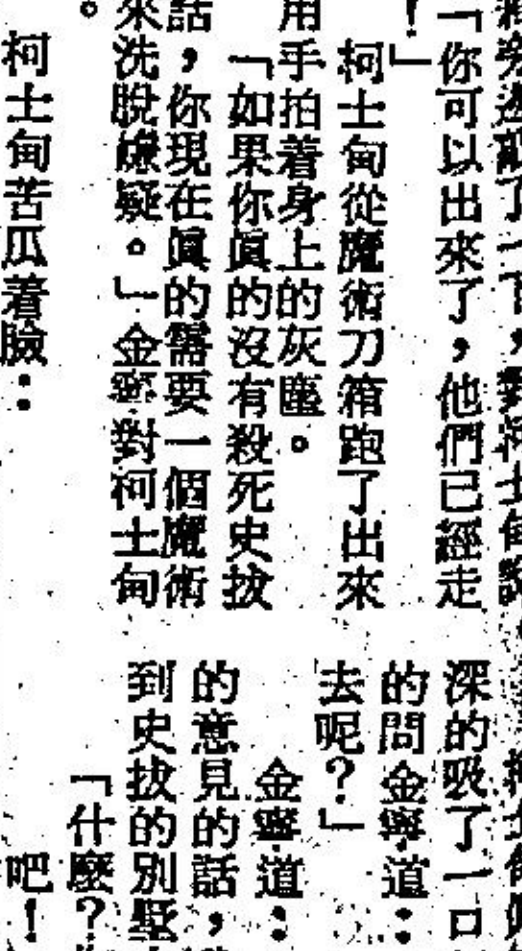 「你可以出來了，他們已經走
！」
柯士甸從魔術刀箱跑了出來
用手拍着身上的灰塵。
「如果你眞的沒有殺死史拔
話，你現在眞的需要一個魔術
來洗脫嫌疑。」金寧對柯士甸
。
柯士甸苦瓜着臉：
深的吸了一口
的問金寧道：
去呢？」
金寧道：
的意見的話，
到史拔的別墅
「什麼？
吧！